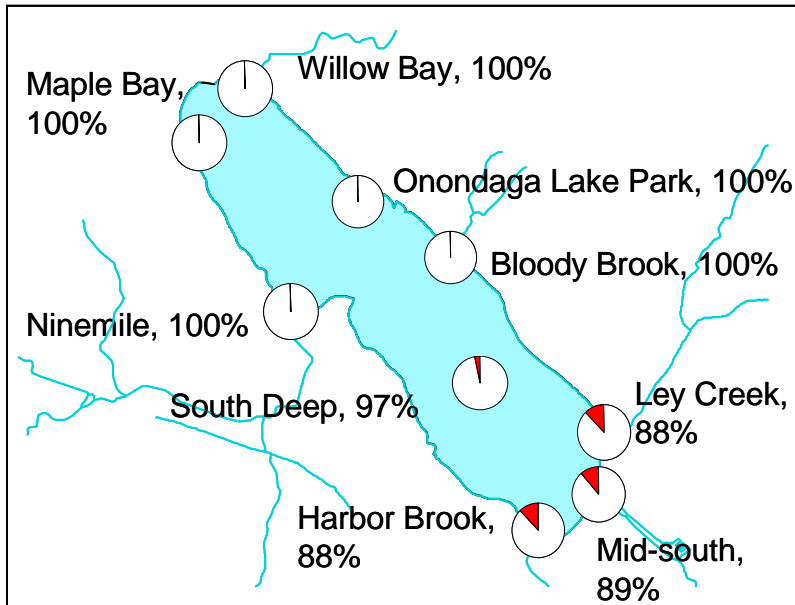 Willow Bay, 100%
Maple Bay,
100%
Onondaga Lake Park, 100%
Bloody Brook, 100%
Ninemile, 100%
South Deep, 97%
Ley Creek,
88%
Harbor Brook,
88%
Mid-south,
89%